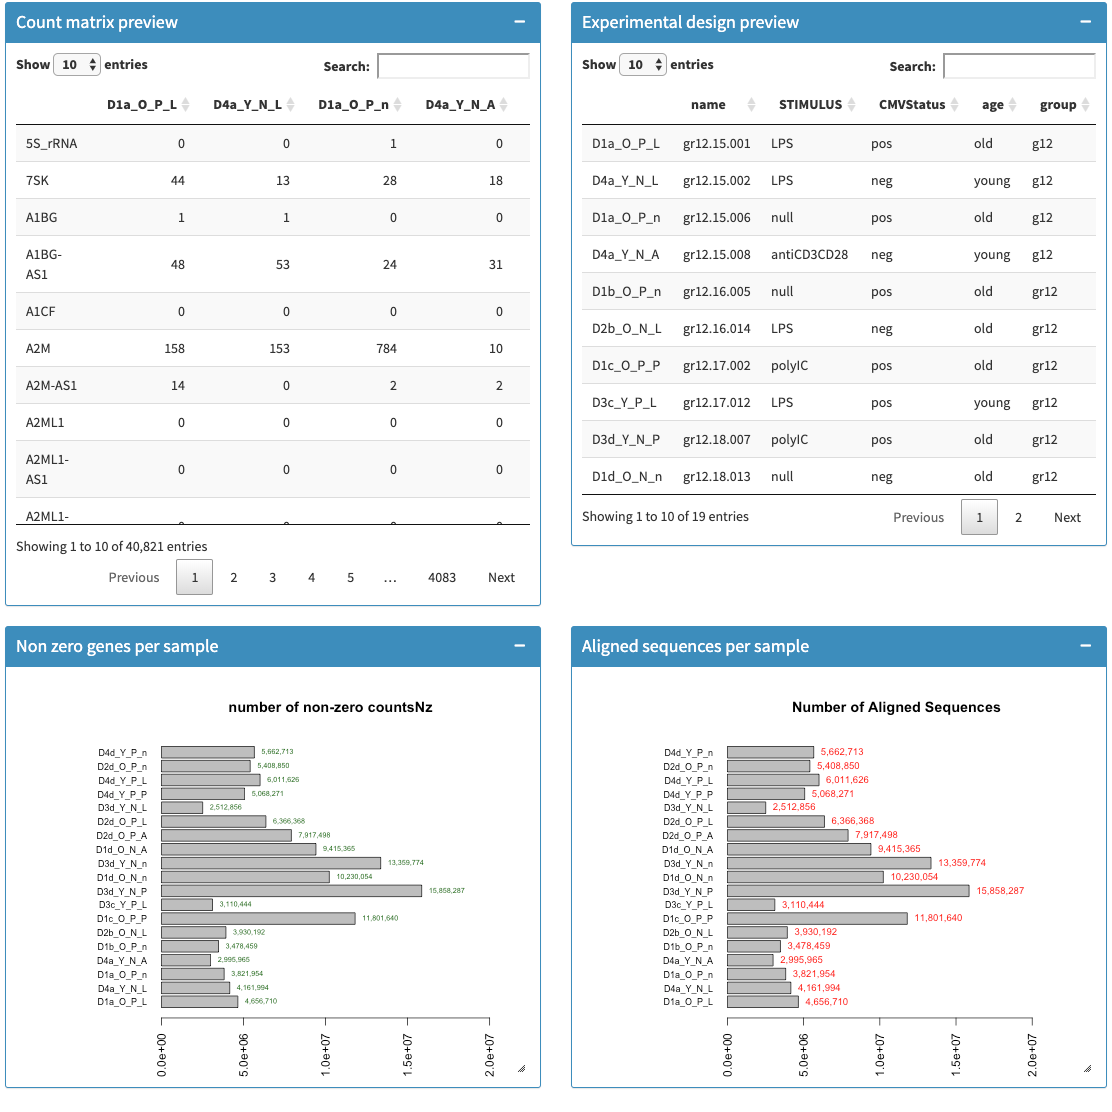 Count matrix preview
Show 10 entries
Search:
D1a_O_P_L D4a_Y_N_L D1a_O_P_n D4a_Y_N_A
5S_rRNA 0 0 1 0
7SK 44 13 28 18
A1BG 1 1 0 0
A1BG-
AS1 48 53 24 31
A1CF 0 0 0 0
A2M 158 153 784 10
A2M-AS1 14 0 2 2
A2ML1 0 0 0 0
A2ML1-
AS1 0 0 0 0
A2ML1-
Showing 1 to 10 of 40,821 entries
Previous 1 2 3 4 5 … 4083 Next
Experimental design preview
Show 10 entries
Search:
name STIMULUS CMVStatus age group
D1a_O_P_L gr12.15.001 LPS pos old g12
D4a_Y_N_L gr12.15.002 LPS neg young g12
D1a_O_P_n gr12.15.006 null pos old g12
D4a_Y_N_A gr12.15.008 antiCD3CD28 neg young g12
D1b_O_P_n gr12.16.005 null pos old gr12
D2b_O_N_L gr12.16.014 LPS neg old gr12
D1c_O_P_P gr12.17.002 polyIC pos old gr12
D3c_Y_P_L gr12.17.012 LPS pos young gr12
D3d_Y_N_P gr12.18.007 polyIC pos old gr12
D1d_O_N_n gr12.18.013 null neg old gr12
Showing 1 to 10 of 19 entries
Previous 1 2 Next
Non zero genes per sample
number of non-zero countsNz
D4d_Y_P_n 5,662,713
D2d_O_P_n 5,408,850
D4d_Y_P_L 6,011,626
D4d_Y_P_P 5,068,271
D3d_Y_N_L 2,512,856
D2d_O_P_L 6,366,368
D2d_O_P_A 7,917,498
D1d_O_N_A 9,415,365
D3d_Y_N_n 13,359,774
D1d_O_N_n 10,230,054
D3d_Y_N_P 15,858,287
D3c_Y_P_L 3,110,444
D1c_O_P_P 11,801,640
D2b_O_N_L 3,930,192
D1b_O_P_n 3,478,459
D4a_Y_N_A 2,995,965
D1a_O_P_n 3,821,954
D4a_Y_N_L 4,161,994
D1a_O_P_L 4,656,710
0.0e+00 5.0e+06 1.0e+07 1.5e+07 2.0e+07
Aligned sequences per sample
Number of Aligned Sequences
D4d_Y_P_n 5,662,713
D2d_O_P_n 5,408,850
D4d_Y_P_L 6,011,626
D4d_Y_P_P 5,068,271
D3d_Y_N_L 2,512,856
D2d_O_P_L 6,366,368
D2d_O_P_A 7,917,498
D1d_O_N_A 9,415,365
D3d_Y_N_n 13,359,774
D1d_O_N_n 10,230,054
D3d_Y_N_P 15,858,287
D3c_Y_P_L 3,110,444
D1c_O_P_P 11,801,640
D2b_O_N_L 3,930,192
D1b_O_P_n 3,478,459
D4a_Y_N_A 2,995,965
D1a_O_P_n 3,821,954
D4a_Y_N_L 4,161,994
D1a_O_P_L 4,656,710
0.0e+00 5.0e+06 1.0e+07 1.5e+07 2.0e+07